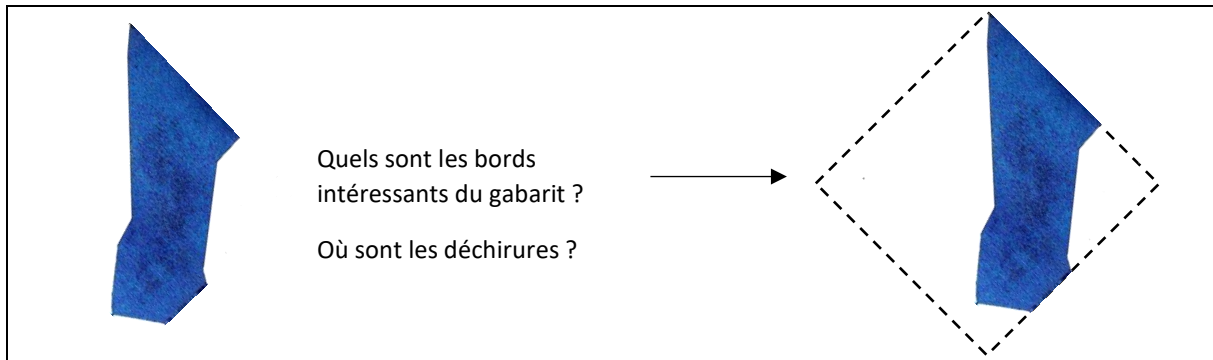 Quels sont les bords
intéressants du gabarit ?
Où sont les déchirures ?